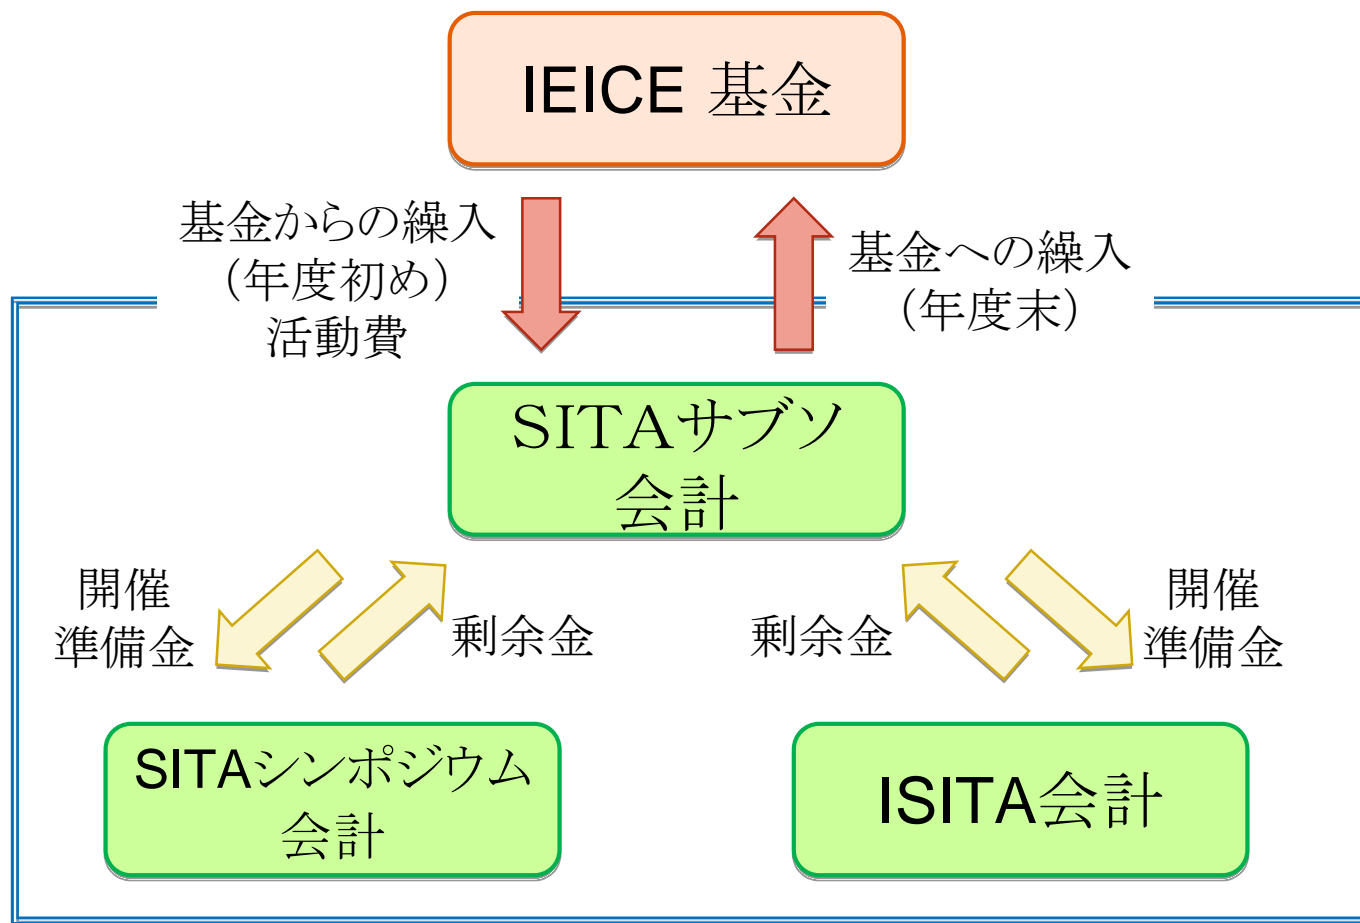 IEICE 基金
基金からの繰入
（年度初め）
活動費
基金への繰入
（年度末）
ＳＩＴＡサブソ
会計
開催
準備金
剰余金
剰余金
開催
準備金
SITAシンポジウム
会計
ISITA会計